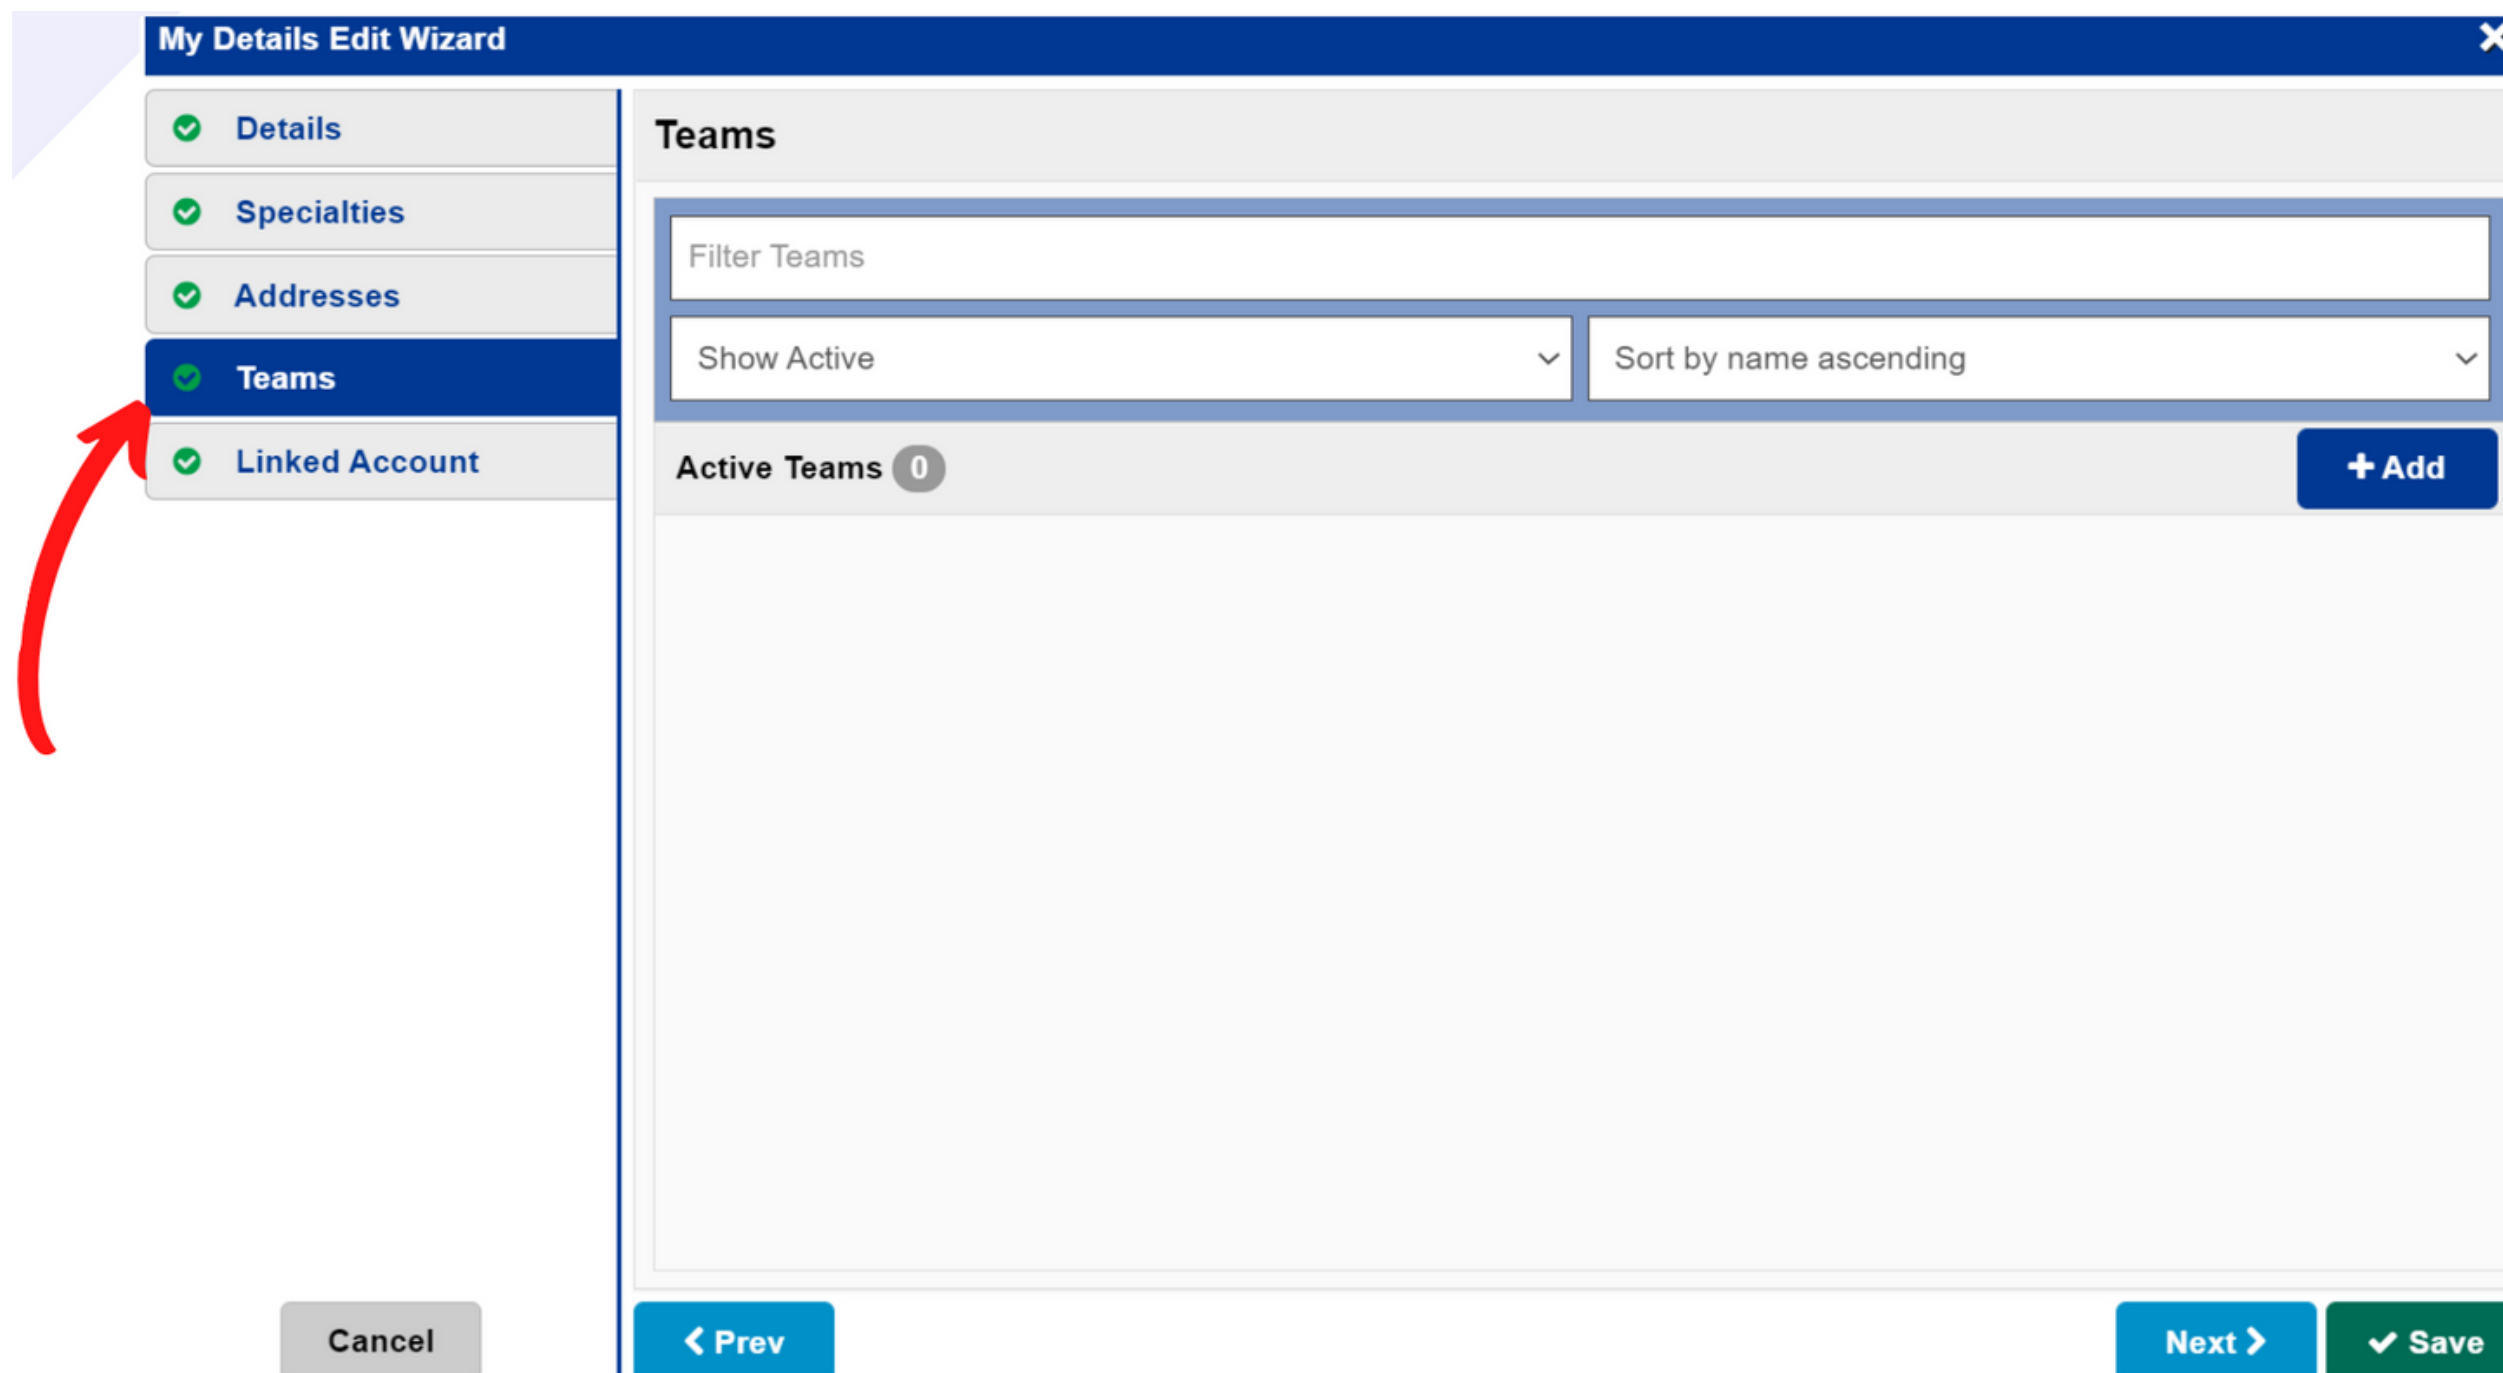 My Details Edit Wizard
Details
Specialties
Addresses
Teams
Linked Account
Teams
Filter Teams
Show Active
Sort by name ascending
Active Teams 0
Add
Cancel
Prev
Next
Save